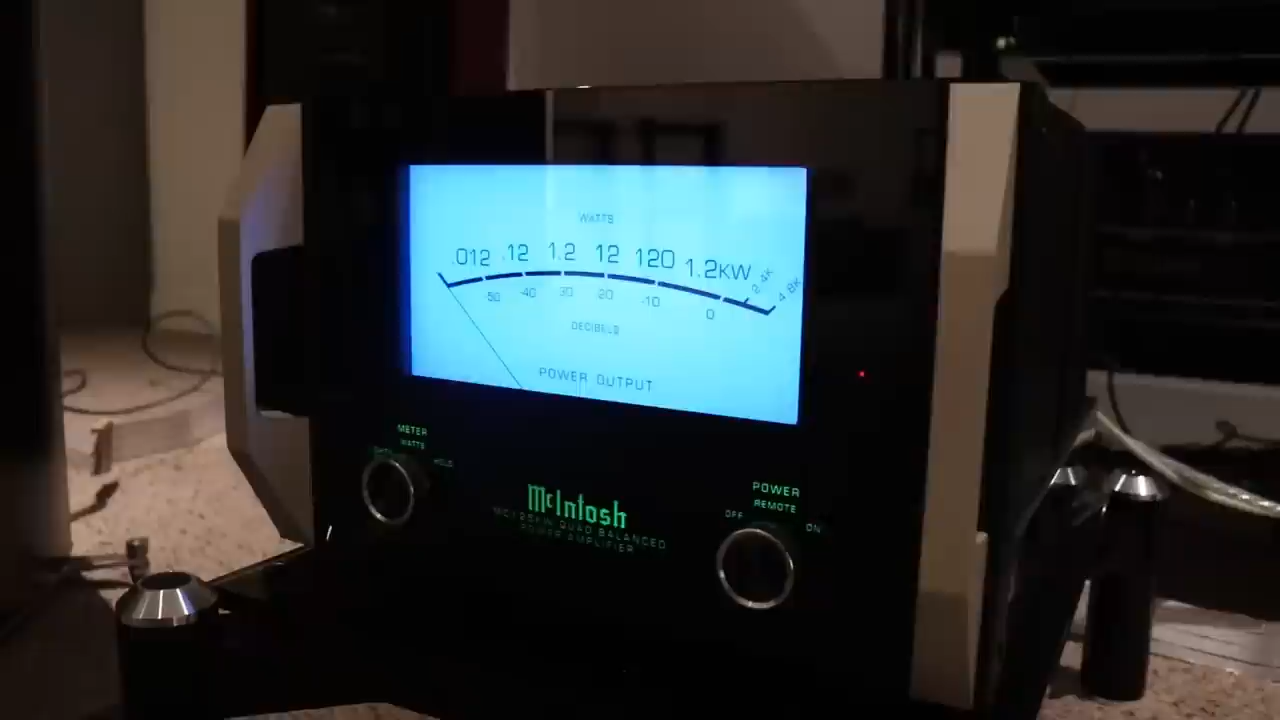 WATTS
.012 .12 1.2 12 120 1.2KW 2.4K 4.8K
50 -40 30 20 -10 0
DECIBELS
POWER OUTPUT
METER
WATTS
HOLD
McIntosh
QUAD BALANCED
POWER AMPLIFIER
POWER
REMOTE
OFF ON